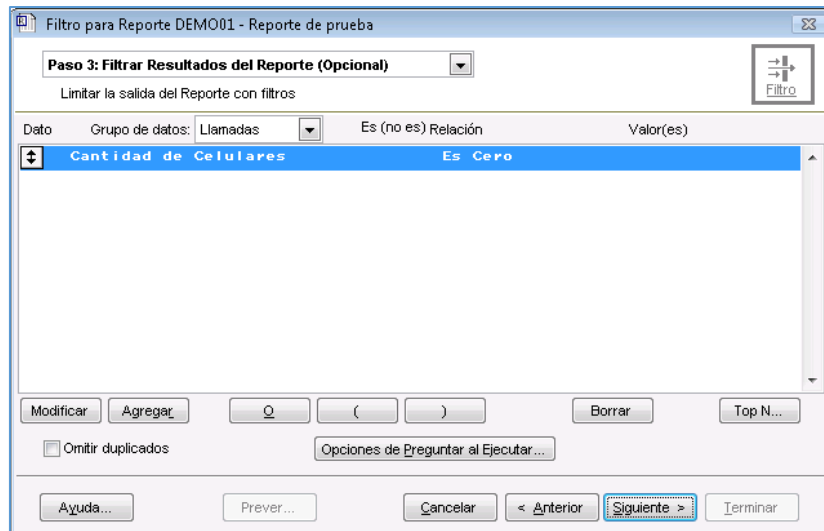 Filtro para Reporte DEMO01 - Reporte de prueba
Paso 3: Filtrar Resultados del Reporte (Opcional)
Limitar la salida del Reporte con filtros
Filtro
Dato Grupo de datos: Llamadas Es (no es) Relación Valor(es)
Cantidad de Celulares Es Cero
Modificar Agregar O ( ) Borrar Top N...
Omitir duplicados Opciones de Preguntar al Ejecutar...
Ayuda... Prever... Cancelar < Anterior Siguiente > Terminar